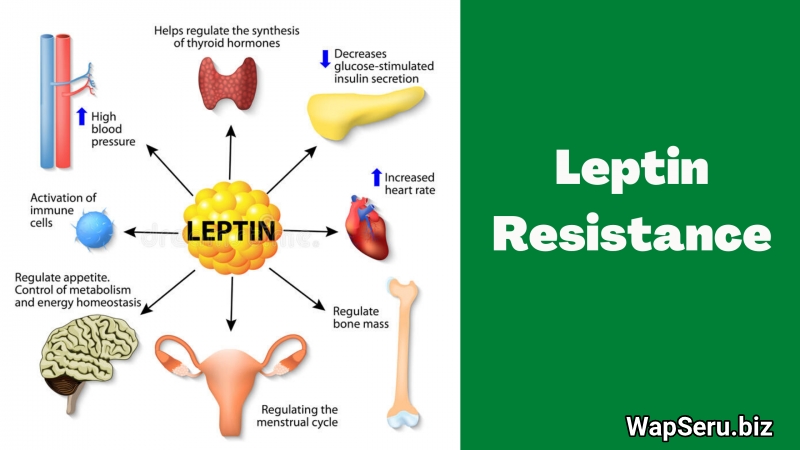 Helps regulate the synthesis
of thyroid hormones
Decreases
glucose-stimulated
insulin secretion
High
blood
pressure
Increased
heart rate
Activation of
immune
cells
LEPTIN
Regulate appetite.
Control of metabolism
and energy homeostasis
Regulate
bone mass
Regulating the
menstrual cycle
Leptin
Resistance
WapSeru.biz